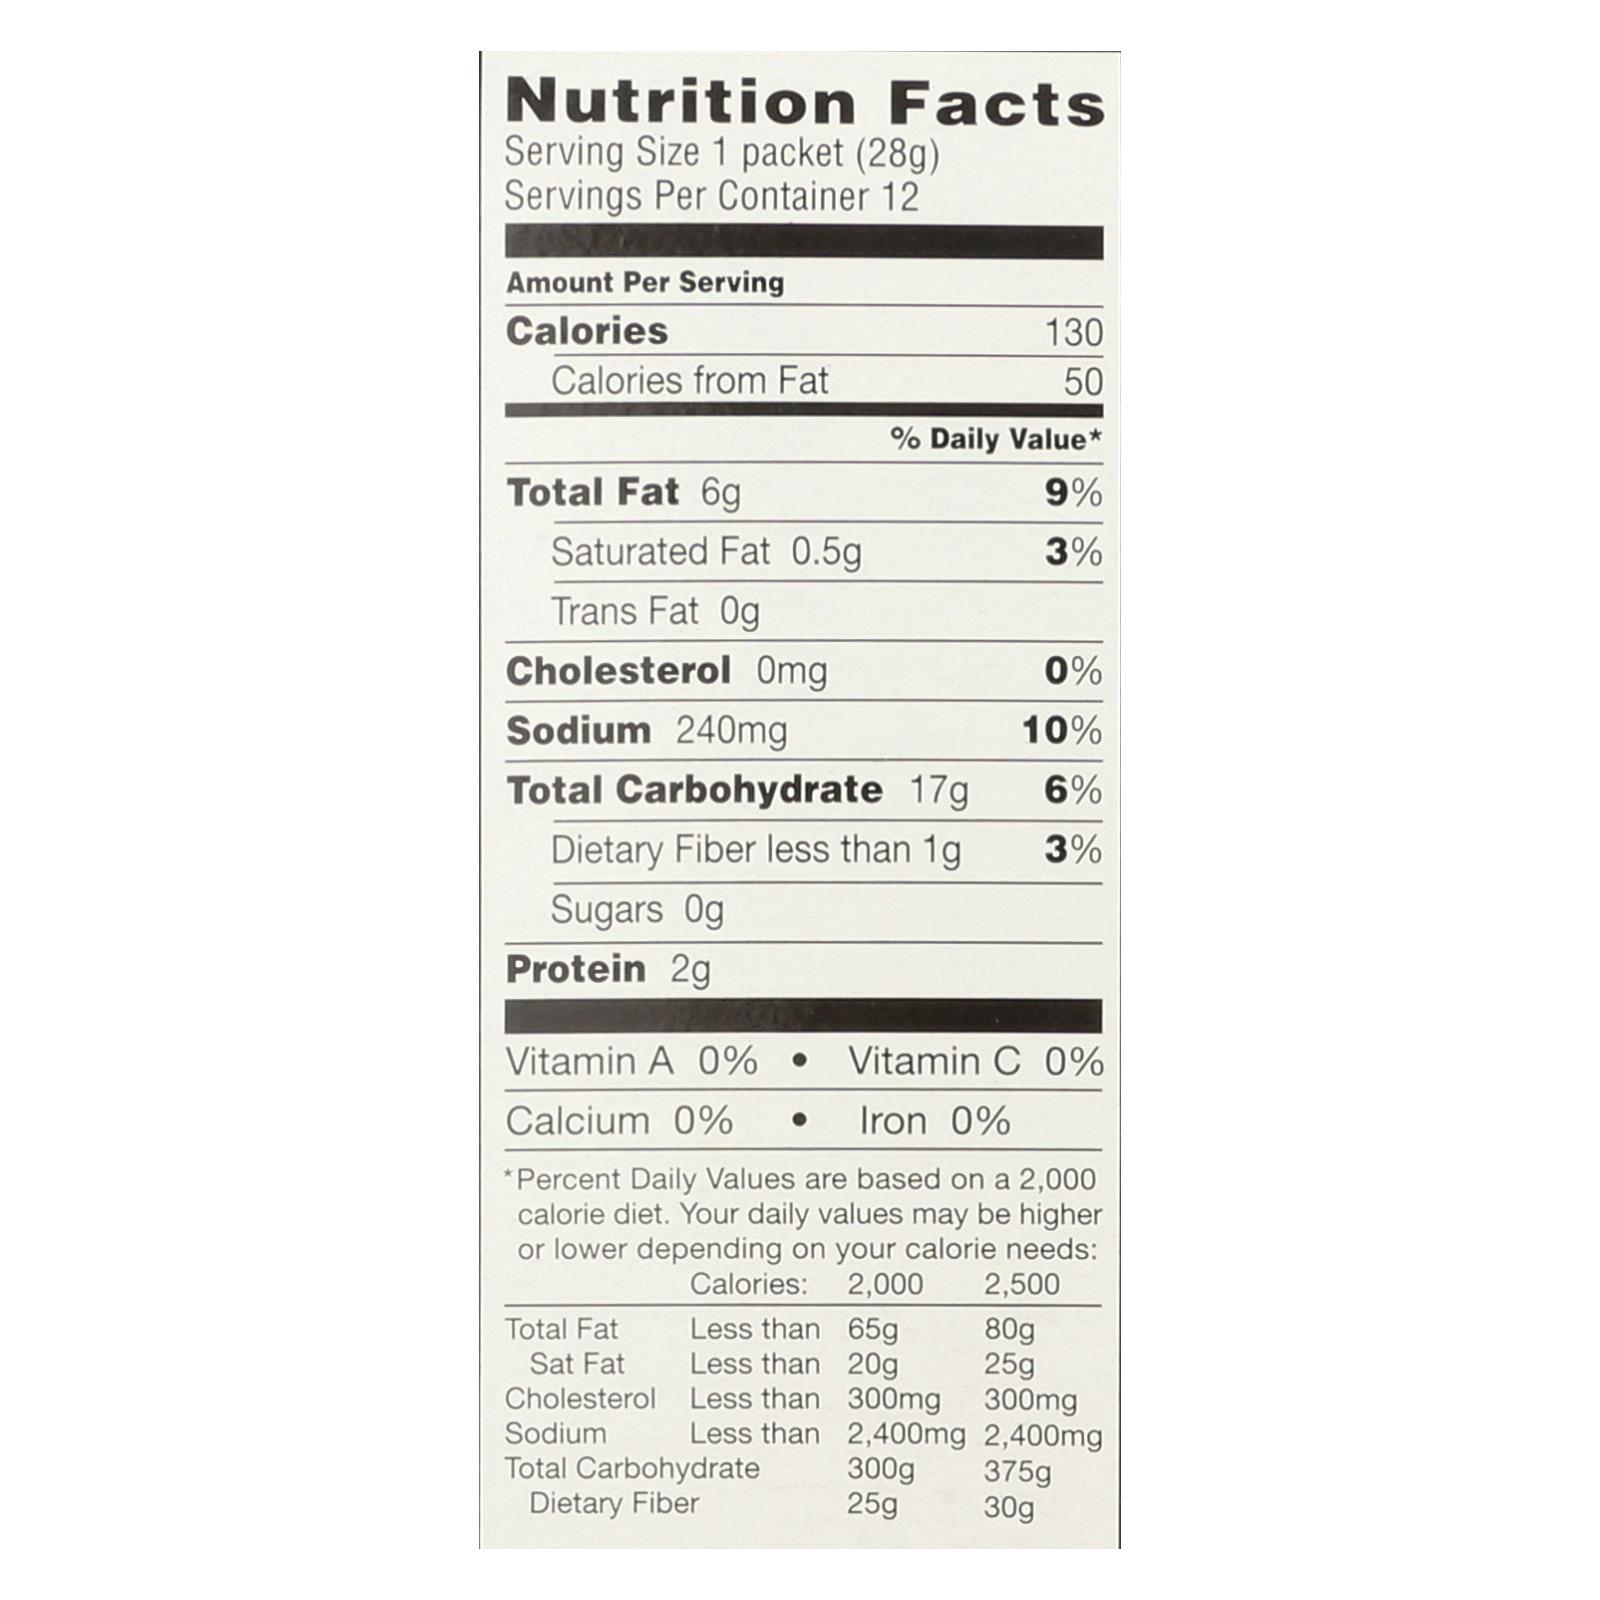 Nutrition Facts
Serving Size 1 packet (28g)
Servings Per Container 12
Amount Per Serving
Calories 130
Calories from Fat 50
% Daily Value*
Total Fat 6g 9%
Saturated Fat 0.5g 3%
Trans Fat 0g
Cholesterol 0mg 0%
Sodium 240mg 10%
Total Carbohydrate 17g 6%
Dietary Fiber less than 1g 3%
Sugars 0g
Protein 2g
Vitamin A 0% • Vitamin C 0%
Calcium 0% • Iron 0%
*Percent Daily Values are based on a 2,000
calorie diet. Your daily values may be higher
or lower depending on your calorie needs:
Calories: 2,000 2,500
Total Fat Less than 65g 80g
Sat Fat Less than 20g 25g
Cholesterol Less than 300mg 300mg
Sodium Less than 2,400mg 2,400mg
Total Carbohydrate 300g 375g
Dietary Fiber 25g 30g